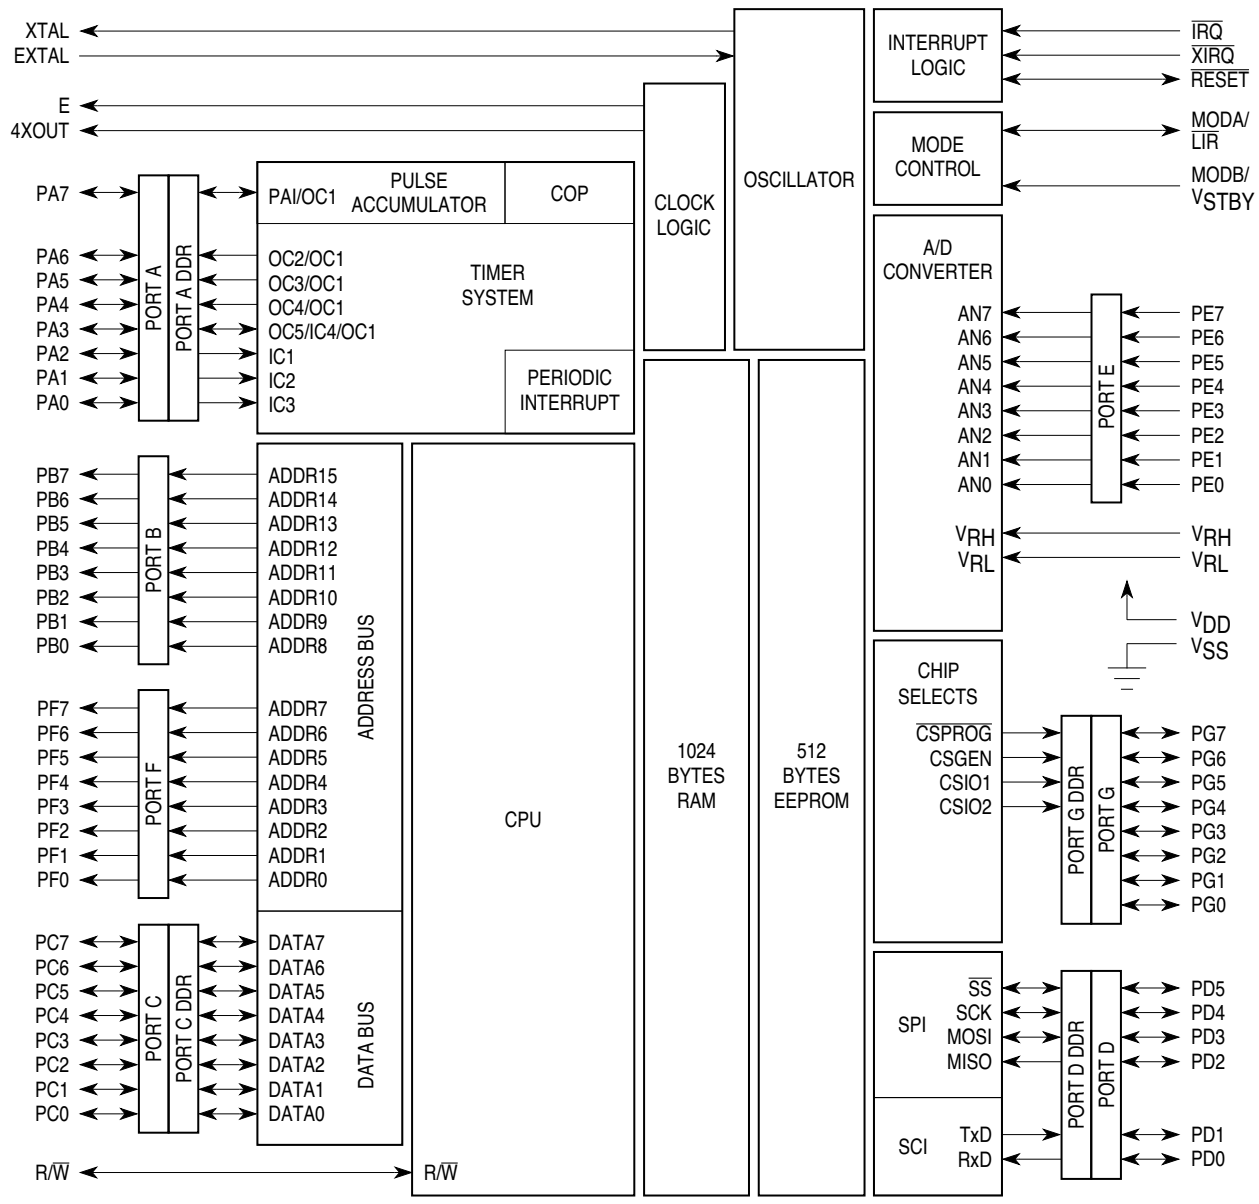 XTAL
EXTAL
E
4XOUT
PA7
PA6
PA5
PA4
PA3
PA2
PA1
PA0
PORT A
PORT A DDR
PAI/OC1
PULSE
ACCUMULATOR
COP
OC2/OC1
OC3/OC1
OC4/OC1
OC5/IC4/OC1
IC1
IC2
IC3
TIMER
SYSTEM
PERIODIC
INTERRUPT
CLOCK
LOGIC
OSCILLATOR
INTERRUPT
LOGIC
IRQ
XIRQ
RESET
MODE
CONTROL
MODA/
LIR
MODB/
VSTBY
A/D
CONVERTER
AN7
AN6
AN5
AN4
AN3
AN2
AN1
AN0
VRH
VRL
PORT E
PE7
PE6
PE5
PE4
PE3
PE2
PE1
PE0
VRH
VRL
VDD
VSS
PB7
PB6
PB5
PB4
PB3
PB2
PB1
PB0
PORT B
ADDR15
ADDR14
ADDR13
ADDR12
ADDR11
ADDR10
ADDR9
ADDR8
ADDRESS BUS
PF7
PF6
PF5
PF4
PF3
PF2
PF1
PF0
PORT F
ADDR7
ADDR6
ADDR5
ADDR4
ADDR3
ADDR2
ADDR1
ADDR0
PC7
PC6
PC5
PC4
PC3
PC2
PC1
PC0
PORT C
PORT C DDR
DATA7
DATA6
DATA5
DATA4
DATA3
DATA2
DATA1
DATA0
DATA BUS
R/W
R/W
CPU
1024
BYTES
RAM
512
BYTES
EEPROM
CHIP
SELECTS
CSPROG
CSGEN
CSIO1
CSIO2
PORT G DDR
PORT G
PG7
PG6
PG5
PG4
PG3
PG2
PG1
PG0
SPI
SS
SCK
MOSI
MISO
SCI
TxD
RxD
PORT D DDR
PORT D
PD5
PD4
PD3
PD2
PD1
PD0